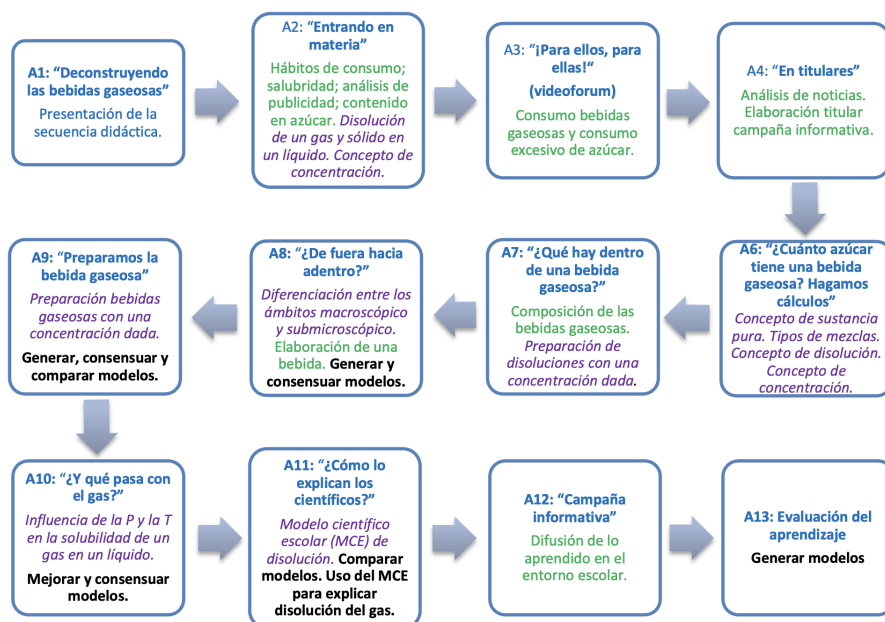 A1: “Deconstruyendo
las bebidas gaseosas”
Presentación de la
secuencia didáctica.
A2: “Entrando en
materia”
Hábitos de consumo;
salubridad; análisis de
publicidad; contenido
en azúcar. Disolución
de un gas y sólido en
un líquido. Concepto de
concentración.
A3: “¡Para ellos, para
ellas!“
(videoforum)
Consumo bebidas
gaseosas y consumo
excesivo de azúcar.
A4: “En titulares”
Análisis de noticias.
Elaboración titular
campaña informativa.
A6: “¿Cuánto azúcar
tiene una bebida
gaseosa? Hagamos
cálculos”
Concepto de sustancia
pura. Tipos de mezclas.
Concepto de disolución.
Concepto de
concentración.
A7: “¿Qué hay dentro
de una bebida
gaseosa?”
Composición de las
bebidas gaseosas.
Preparación de
disoluciones con una
concentración dada.
A8: “¿De fuera hacia
adentro?”
Diferenciación entre los
ámbitos macroscópico
y submicroscópico.
Elaboración de una
bebida. Generar y
consensuar modelos.
A9: “Preparamos la
bebida gaseosa”
Preparación bebidas
gaseosas con una
concentración dada.
Generar, consensuar y
comparar modelos.
A10: “¿Y qué pasa con
el gas?”
Influencia de la P y la T
en la solubilidad de un
gas en un líquido.
Mejorar y consensuar
modelos.
A11: “¿Cómo lo
explican los
científicos?”
Modelo científico
escolar (MCE) de
disolución. Comparar
modelos. Uso del MCE
para explicar
disolución del gas.
A12: “Campaña
informativa”
Difusión de lo
aprendido en el
entorno escolar.
A13: Evaluación del
aprendizaje
Generar modelos